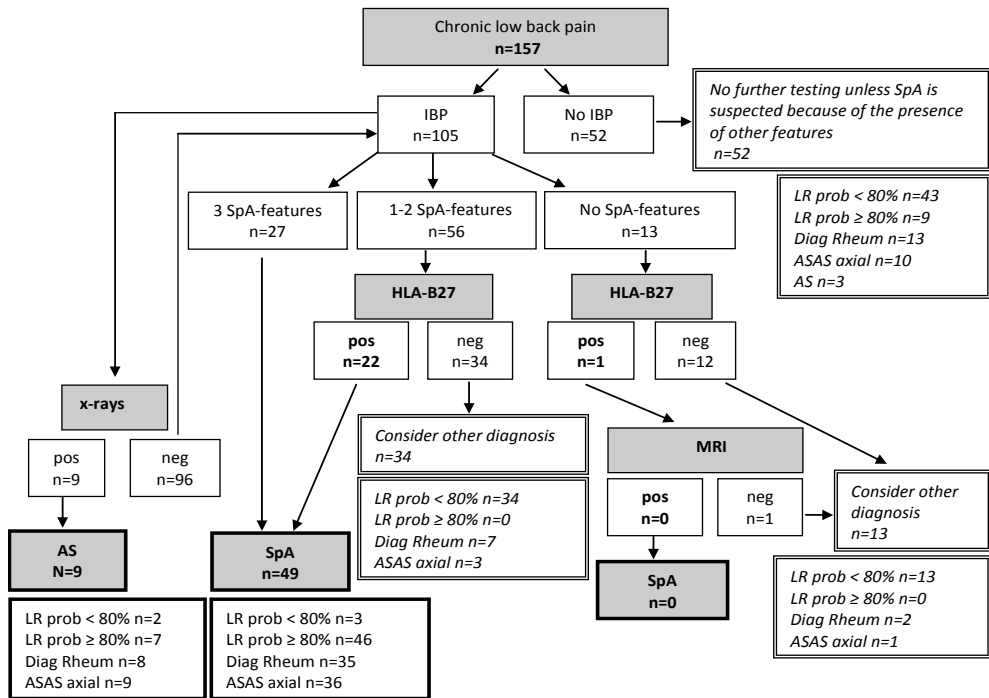 Chronic low back pain
n=157
IBP
n=105
No IBP
n=52
No further testing unless SpA is
suspected because of the presence
of other features
n=52
LR prob < 80% n=43
LR prob ≥ 80% n=9
Diag Rheum n=13
ASAS axial n=10
AS n=3
3 SpA-features
n=27
1-2 SpA-features
n=56
No SpA-features
n=13
HLA-B27
HLA-B27
pos
n=22
neg
n=34
pos
n=1
neg
n=12
x-rays
pos
n=9
neg
n=96
Consider other diagnosis
n=34
LR prob < 80% n=34
LR prob ≥ 80% n=0
Diag Rheum n=7
ASAS axial n=3
MRI
pos
n=0
neg
n=1
Consider other
diagnosis
n=13
LR prob < 80% n=13
LR prob ≥ 80% n=0
Diag Rheum n=2
ASAS axial n=1
AS
N=9
SpA
n=49
SpA
n=0
LR prob < 80% n=2
LR prob ≥ 80% n=7
Diag Rheum n=8
ASAS axial n=9
LR prob < 80% n=3
LR prob ≥ 80% n=46
Diag Rheum n=35
ASAS axial n=36